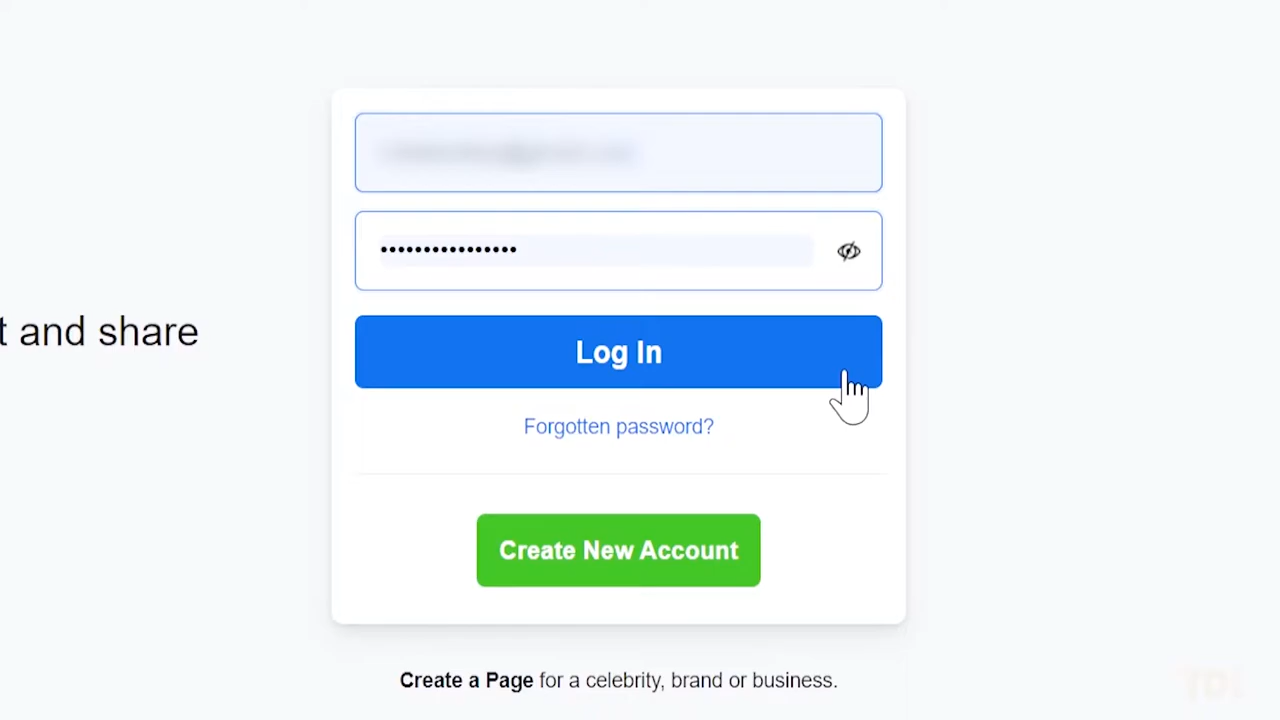 ••••••••••••••••
t and share
Log In
Forgotten password?
Create New Account
Create a Page for a celebrity, brand or business.